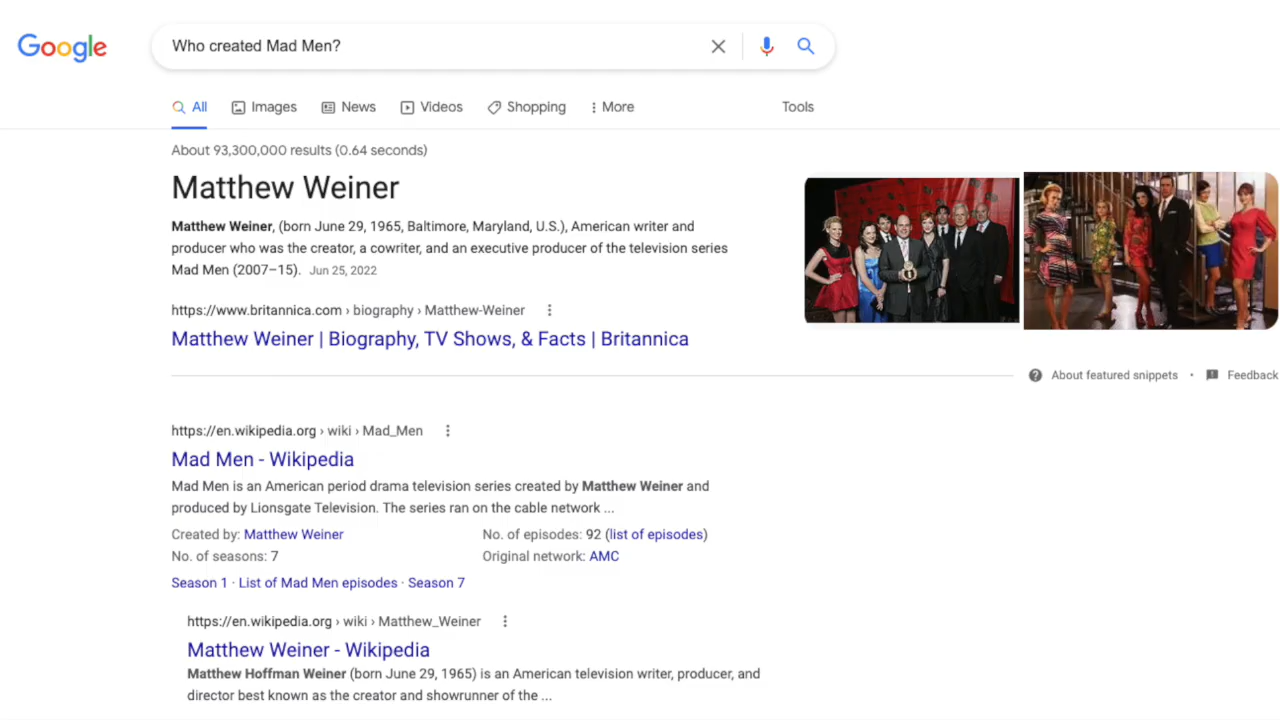 Google
Who created Mad Men?
All Images News Videos Shopping More Tools
About 93,300,000 results (0.64 seconds)
Matthew Weiner
Matthew Weiner, (born June 29, 1965, Baltimore, Maryland, U.S.), American writer and
producer who was the creator, a cowriter, and an executive producer of the television series
Mad Men (2007–15). Jun 25, 2022
https://www.britannica.com › biography › Matthew-Weiner
Matthew Weiner | Biography, TV Shows, & Facts | Britannica
About featured snippets • Feedback
https://en.wikipedia.org › wiki › Mad_Men
Mad Men - Wikipedia
Mad Men is an American period drama television series created by Matthew Weiner and
produced by Lionsgate Television. The series ran on the cable network ...
Created by: Matthew Weiner No. of episodes: 92 (list of episodes)
No. of seasons: 7 Original network: AMC
Season 1 · List of Mad Men episodes · Season 7
https://en.wikipedia.org › wiki › Matthew_Weiner
Matthew Weiner - Wikipedia
Matthew Hoffman Weiner (born June 29, 1965) is an American television writer, producer, and
director best known as the creator and showrunner of the ...